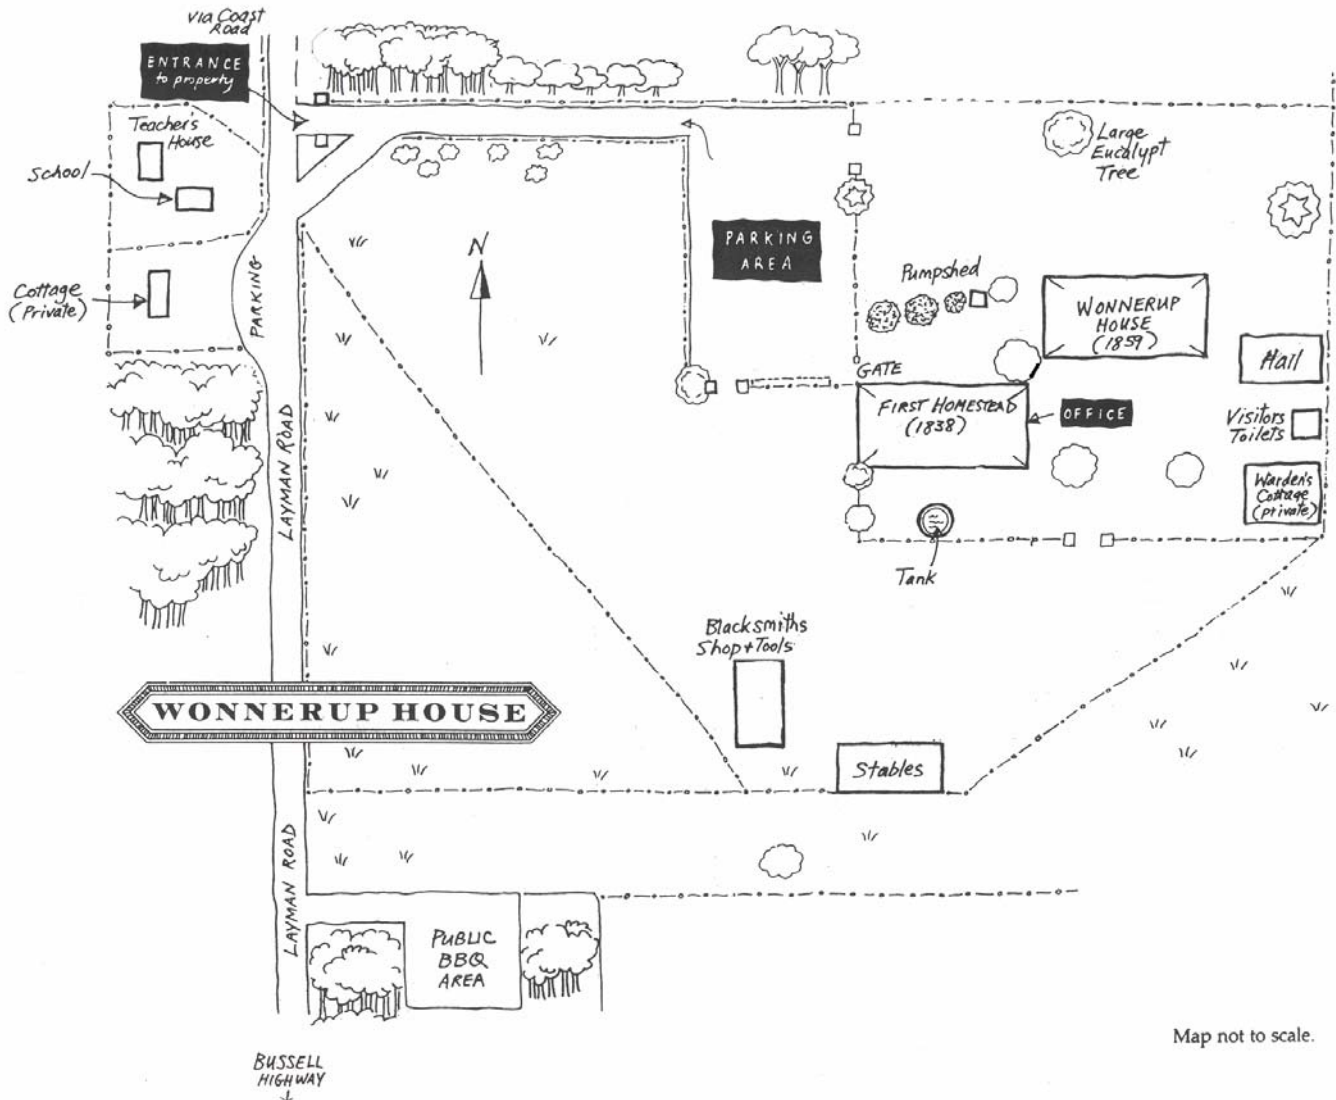 via Coast
Road
ENTRANCE
to property
Teacher's
House
School
Cottage
(Private)
PARKING
N
PARKING
AREA
Large
Eucalypt
Tree
Pumpshed
WONNERUP
HOUSE
(1859)
Hall
GATE
FIRST HOMESTEAD
(1838)
OFFICE
Visitors
Toilets
Warden's
Cottage
(private)
Tank
LAYMAN ROAD
Blacksmiths
Shop + Tools
WONNERUP HOUSE
Stables
LAYMAN ROAD
PUBLIC
BBQ
AREA
Map not to scale.
BUSSELL
HIGHWAY